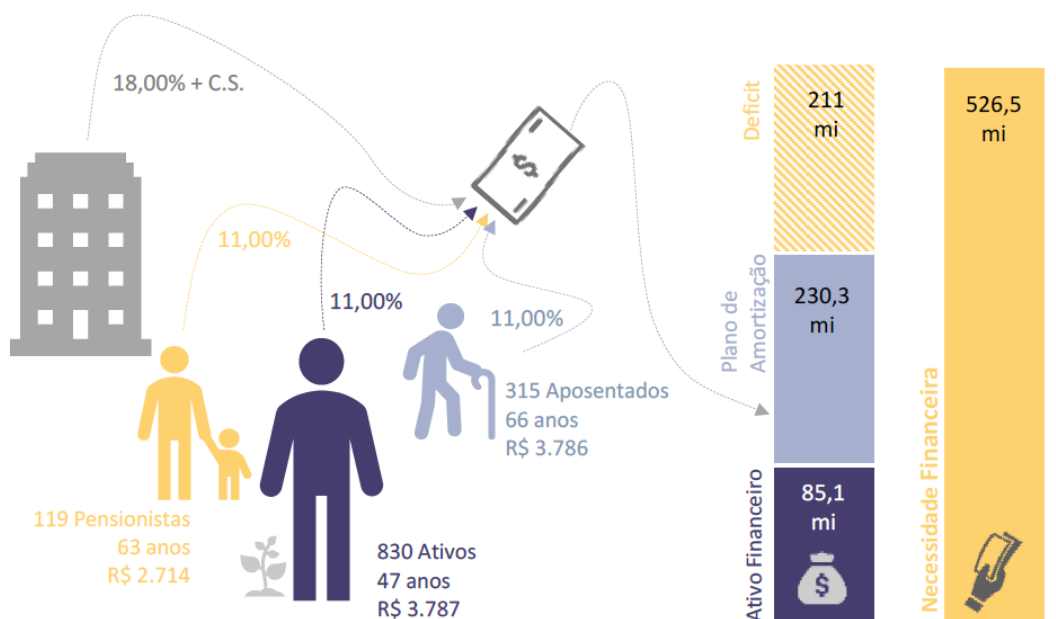 18,00% + C.S.
11,00%
11,00%
11,00%
$
119 Pensionistas
63 anos
R$ 2.714
830 Ativos
47 anos
R$ 3.787
315 Aposentados
66 anos
R$ 3.786
Deficit
211
mi
Plano de
Amortização
230,3
mi
Ativo Financeiro
85,1
mi
$
Necessidade Financeira
526,5
mi